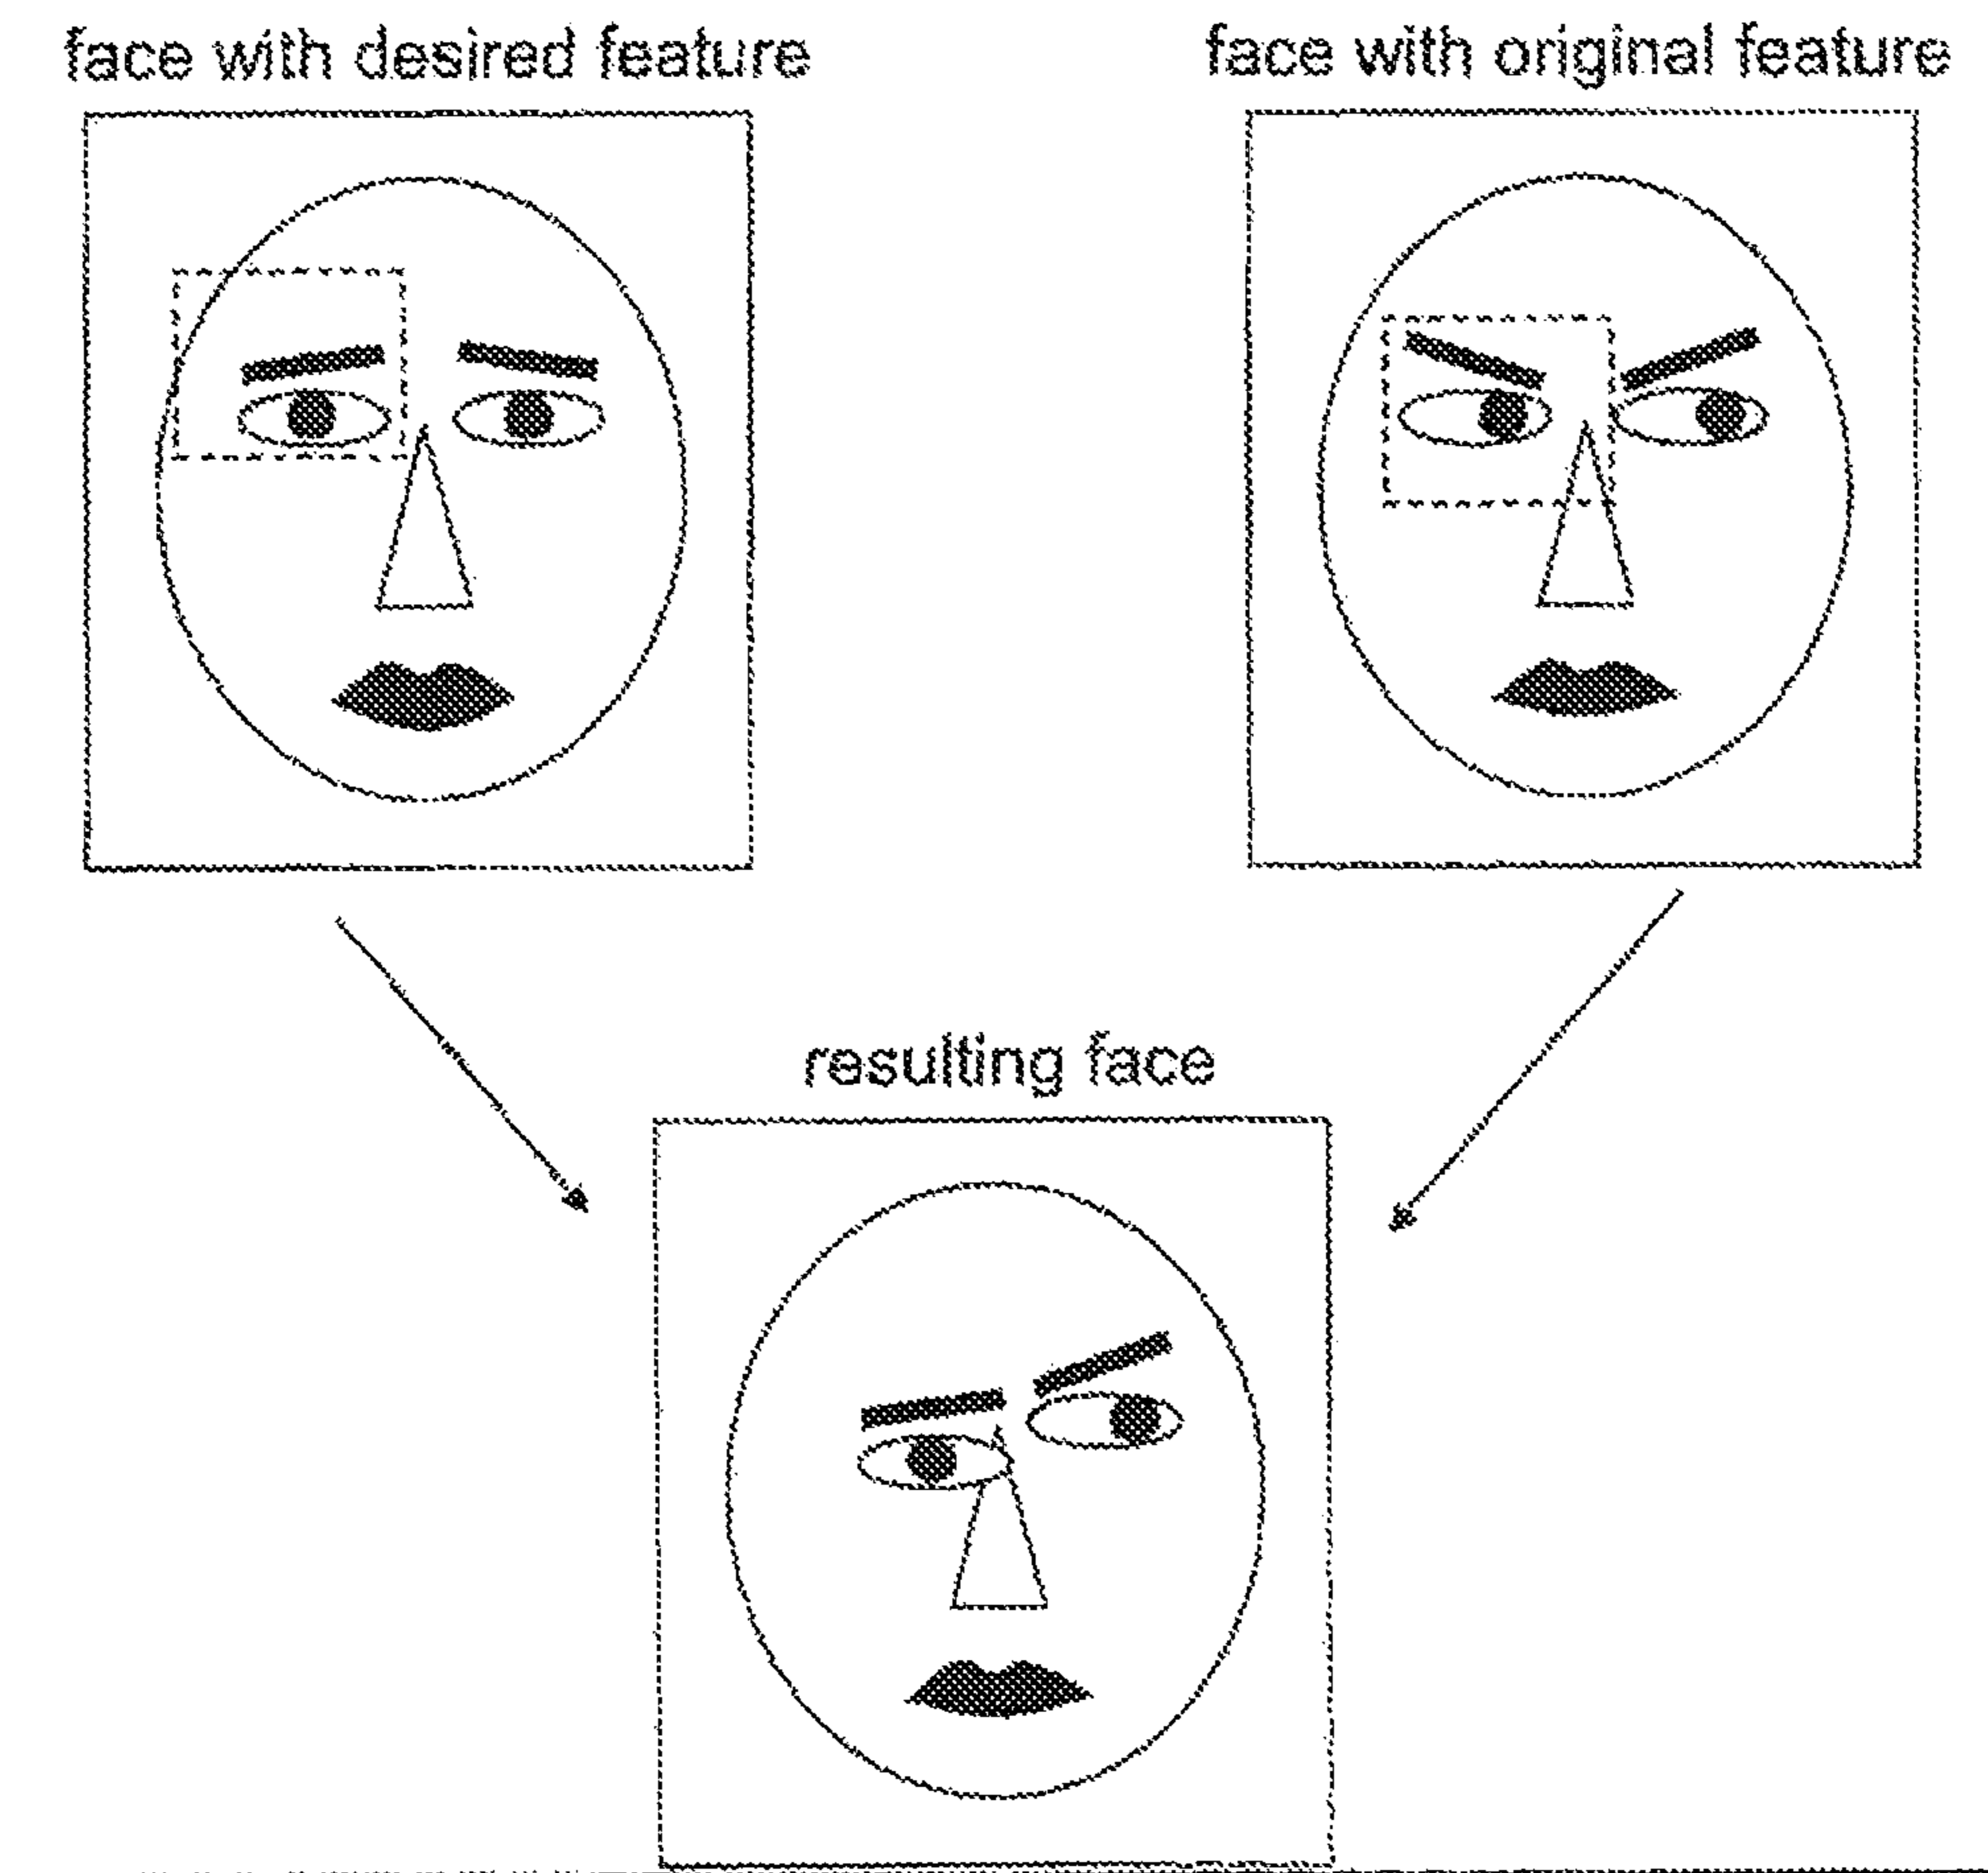 face with desired feature
face with original feature
resulting face